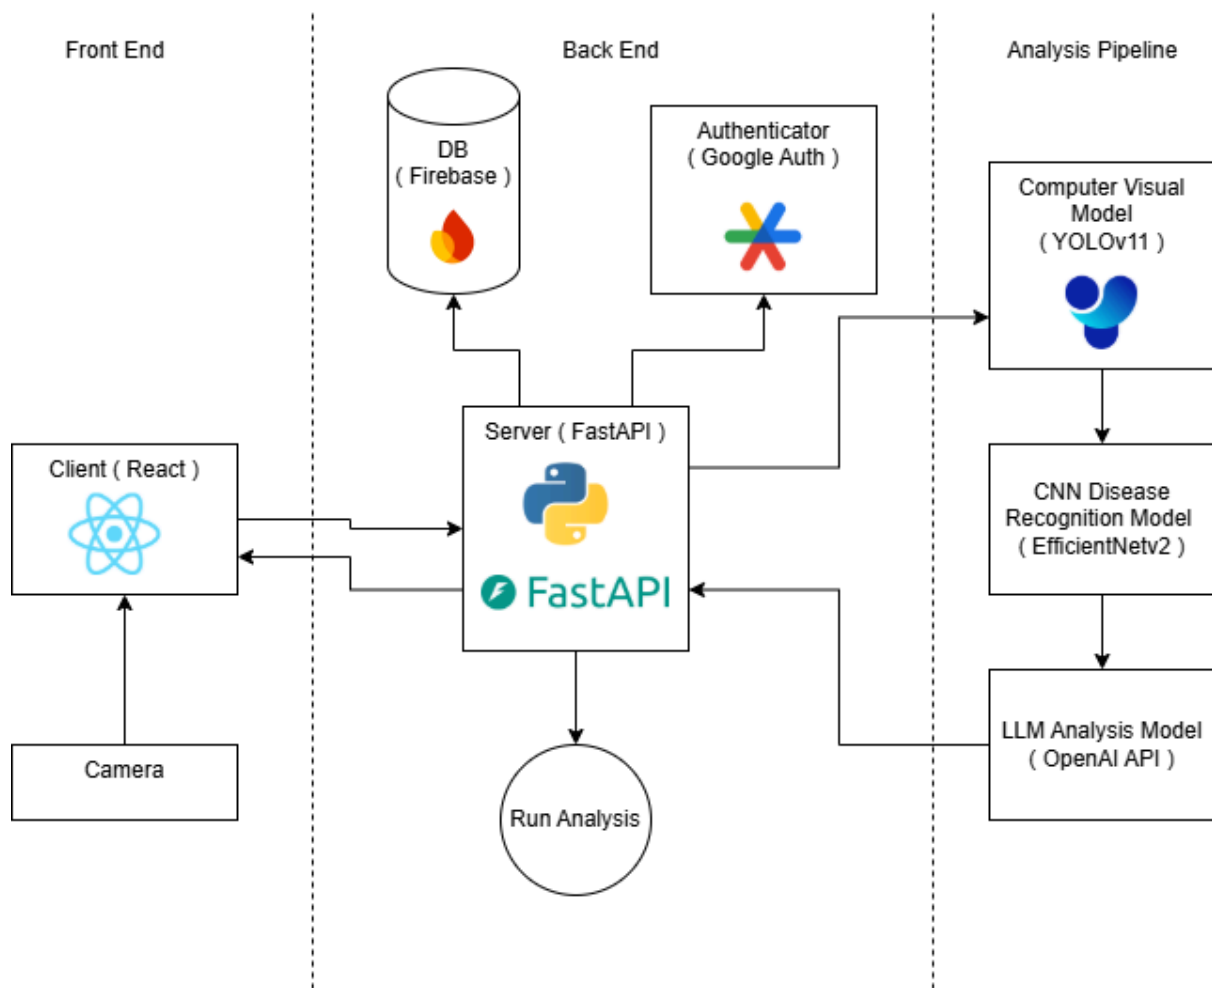 Front End
Back End
Analysis Pipeline
DB
( Firebase )
Authenticator
( Google Auth )
Computer Visual
Model
( YOLOv11 )
Server ( FastAPI )
FastAPI
Client ( React )
CNN Disease
Recognition Model
( EfficientNetv2 )
Camera
Run Analysis
LLM Analysis Model
( OpenAI API )